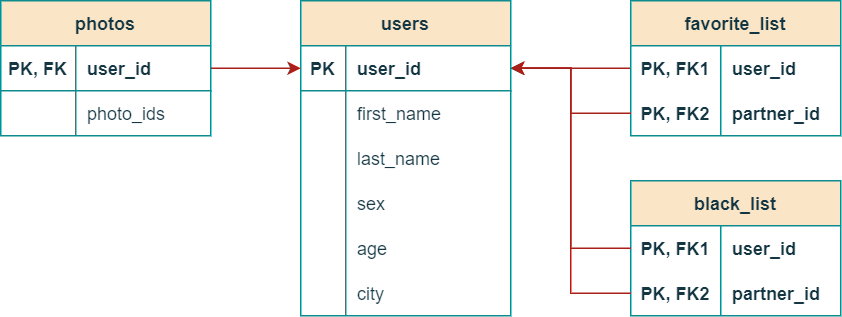 photos
PK, FK user_id
photo_ids
users
PK user_id
first_name
last_name
sex
age
city
favorite_list
PK, FK1 user_id
PK, FK2 partner_id
black_list
PK, FK1 user_id
PK, FK2 partner_id